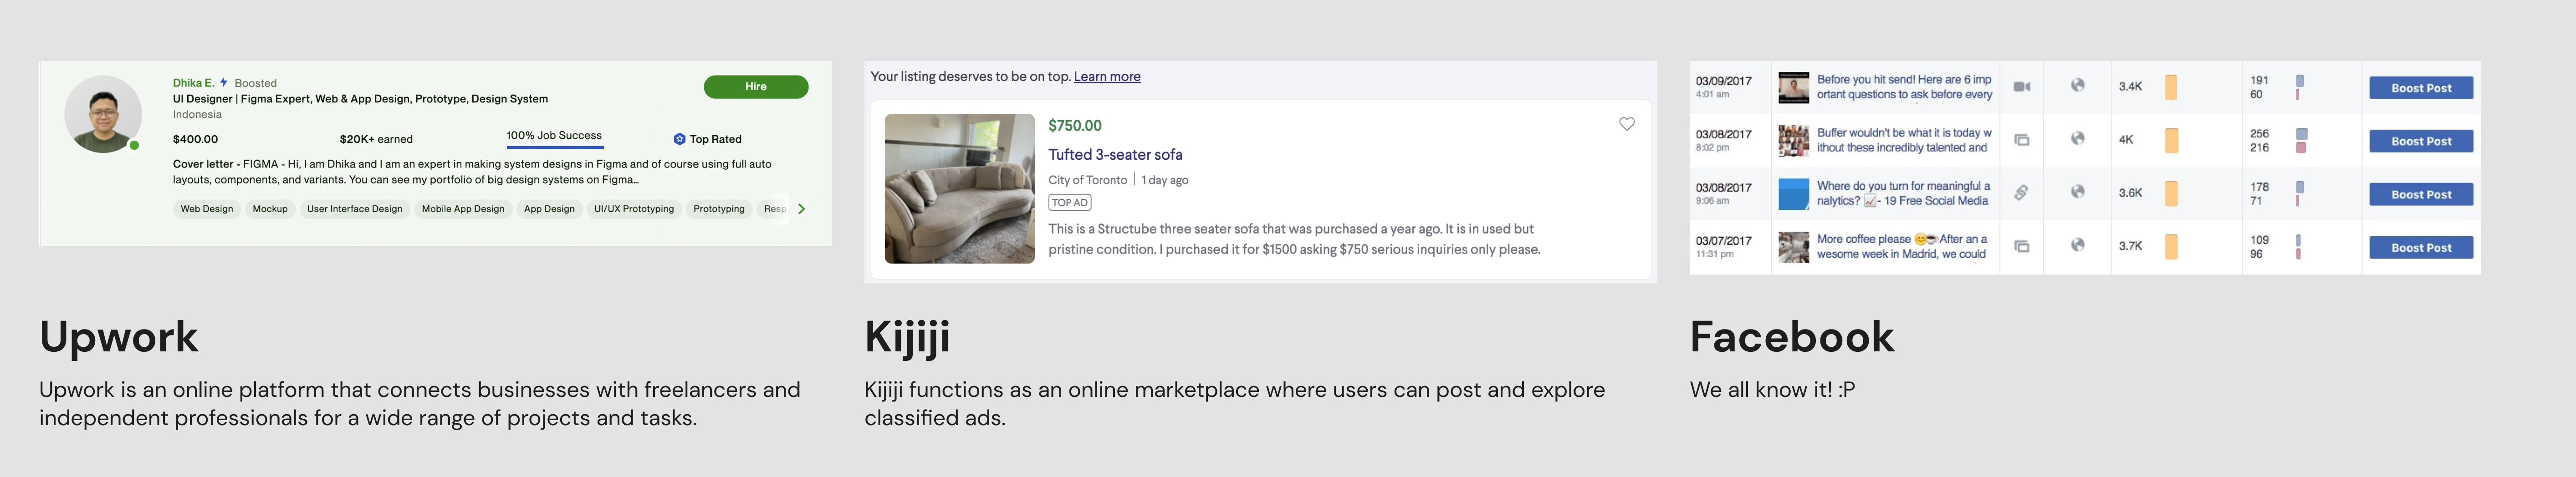 Dhika E. Boosted
Hire
UI Designer | Figma Expert, Web & App Design, Prototype, Design System
Indonesia
$400.00 $20K+ earned 100% Job Success Top Rated
Cover letter - FIGMA - Hi, I am Dhika and I am an expert in making system designs in Figma and of course using full auto
layouts, components, and variants. You can see my portfolio of big design systems on Figma…
Web Design Mockup User Interface Design Mobile App Design App Design UI/UX Prototyping Prototyping Resp
Upwork
Upwork is an online platform that connects businesses with freelancers and
independent professionals for a wide range of projects and tasks.
Your listing deserves to be on top. Learn more
$750.00
Tufted 3-seater sofa
City of Toronto | 1 day ago
TOP AD
This is a Structube three seater sofa that was purchased a year ago. It is in used but
pristine condition. I purchased it for $1500 asking $750 serious inquiries only please.
Kijiji
Kijiji functions as an online marketplace where users can post and explore
classified ads.
03/09/2017 Before you hit send! Here are 6 imp 3.4K 191 Boost Post
4:01 am ortant questions to ask before every 60
03/08/2017 Buffer wouldn't be what it is today w 4K 256 Boost Post
8:02 pm ithout these incredibly talented and 216
03/08/2017 Where do you turn for meaningful a 3.6K 178 Boost Post
9:06 am nalytics? 📈- 19 Free Social Media 71
03/07/2017 More coffee please 😊☕After an a 3.7K 109 Boost Post
11:31 pm wesome week in Madrid, we could 96
Facebook
We all know it! :P